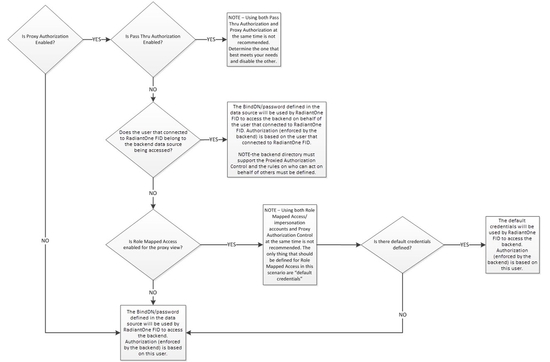 Is Proxy Authorization
Enabled?
YES
Is Pass Thru Authorization
Enabled?
YES
NOTE – Using both Pass
Thru Authorization and
Proxy Authorization at
the same time is not
recommended.
Determine the one that
best meets your needs
and disable the other.
NO
Does the user that connected
to RadiantOne FID belong to
the backend data source
being accessed?
YES
The BindDN/password defined in the
data source will be used by RadiantOne
FID to access the backend on behalf of
the user that connected to RadiantOne
FID. Authorization (enforced by the
backend) is based on the user that
connected to RadiantOne FID.
NOTE-the backend directory must
support the Proxied Authorization
Control and the rules on who can act on
behalf of others must be defined.
NO
Is Role Mapped Access
enabled for the proxy view?
YES
NOTE – Using both Role
Mapped Access/
impersonation
accounts and Proxy
Authorization Control
at the same time is not
recommended. The
only thing that should
be defined for Role
Mapped Access in this
scenario are "default
credentials"
Is there default credentials
defined?
YES
The default
credentials will be
used by RadiantOne
FID to access the
backend.
Authorization
(enforced by the
backend) is based on
this user.
NO
NO
NO
The BindDN/password
defined in the data
source will be used by
RadiantOne FID to access
the backend.
Authorization (enforced
by the backend) is based
on this user.